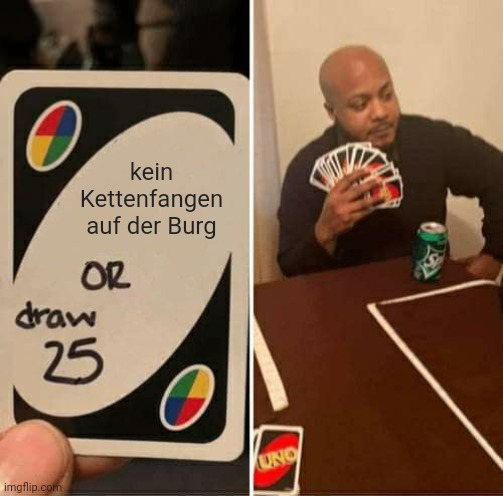 kein
Kettenfangen
auf der Burg
OR
draw
25
UNO
imgflip.com